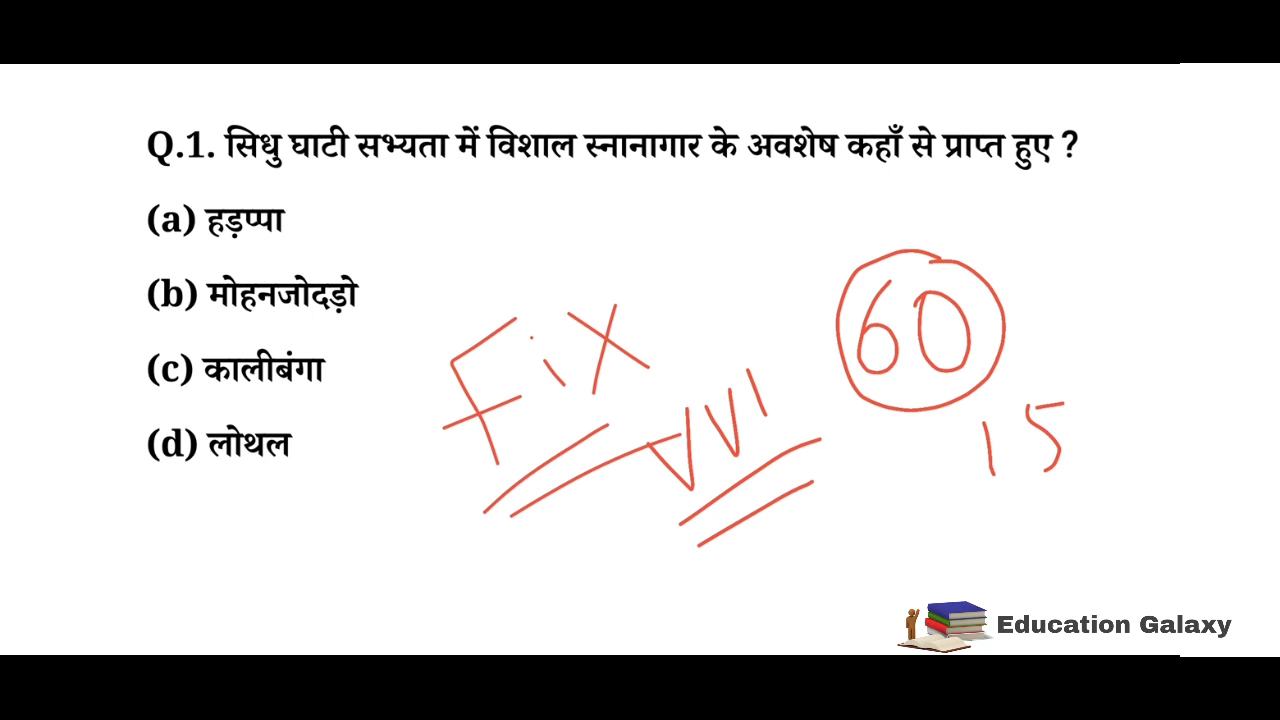 Q.1. सिधु घाटी सभ्यता में विशाल स्नानागार के अवशेष कहाँ से प्राप्त हुए ?
(a) हड़प्पा
(b) मोहनजोदड़ो
(c) कालीबंगा
(d) लोथल
Fix
VVI
60
15
Education Galaxy